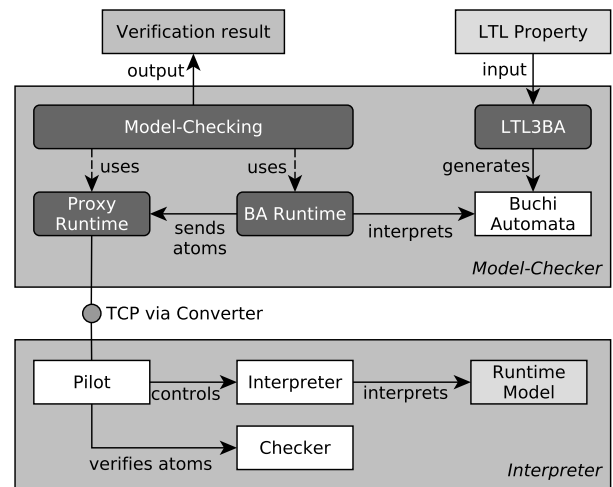 Verification result
LTL Property
output
input
Model-Checking
LTL3BA
uses
uses
generates
Proxy
Runtime
BA Runtime
Buchi
Automata
sends
atoms
interprets
Model-Checker
TCP via Converter
Pilot
Interpreter
Runtime
Model
controls
interprets
Checker
verifies atoms
Interpreter